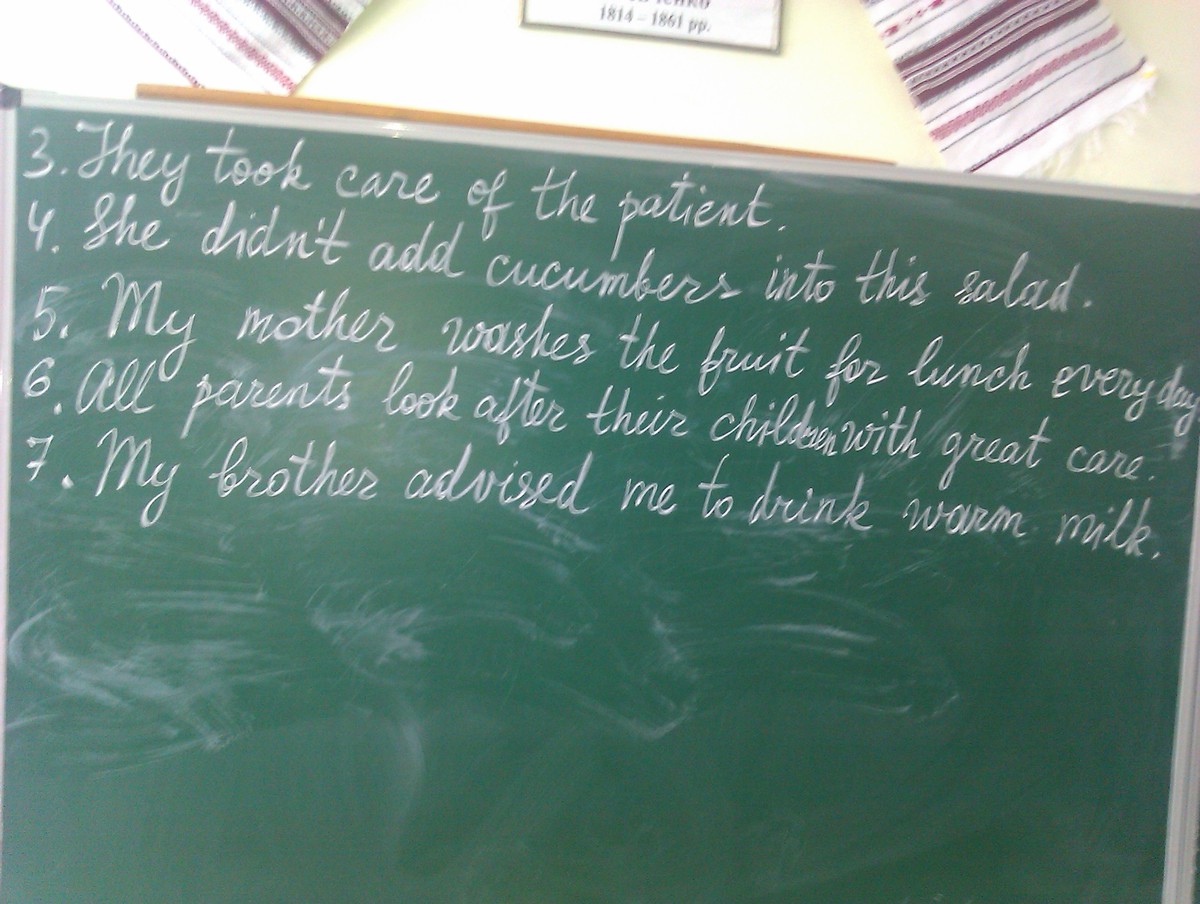 1814 – 1861 рр.
3. They took care of the patient.
4. She didn't add cucumbers into this salad.
5. My mother washes the fruit for lunch every day
6. All parents look after their children with great care.
7. My brother advised me to drink warm milk.